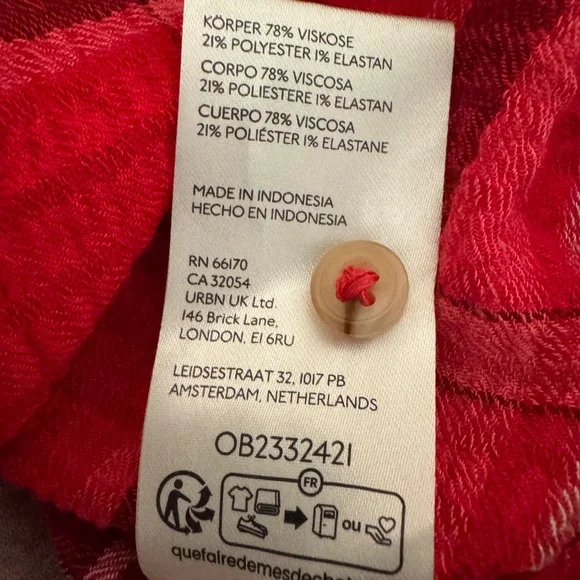 KÖRPER 78% VISKOSE
21% POLYESTER 1% ELASTAN
CORPO 78% VISCOSA
21% POLIESTERE 1% ELASTAN
CUERPO 78% VISCOSA
21% POLIÉSTER 1% ELASTANE
MADE IN INDONESIA
HECHO EN INDONESIA
RN 66170
CA 32054
URBN UK Ltd.
146 Brick Lane,
LONDON. E1 6RU
LEIDSESTRAAT 32, 1017 PB
AMSTERDAM, NETHERLANDS
OB2332421
FR
ou